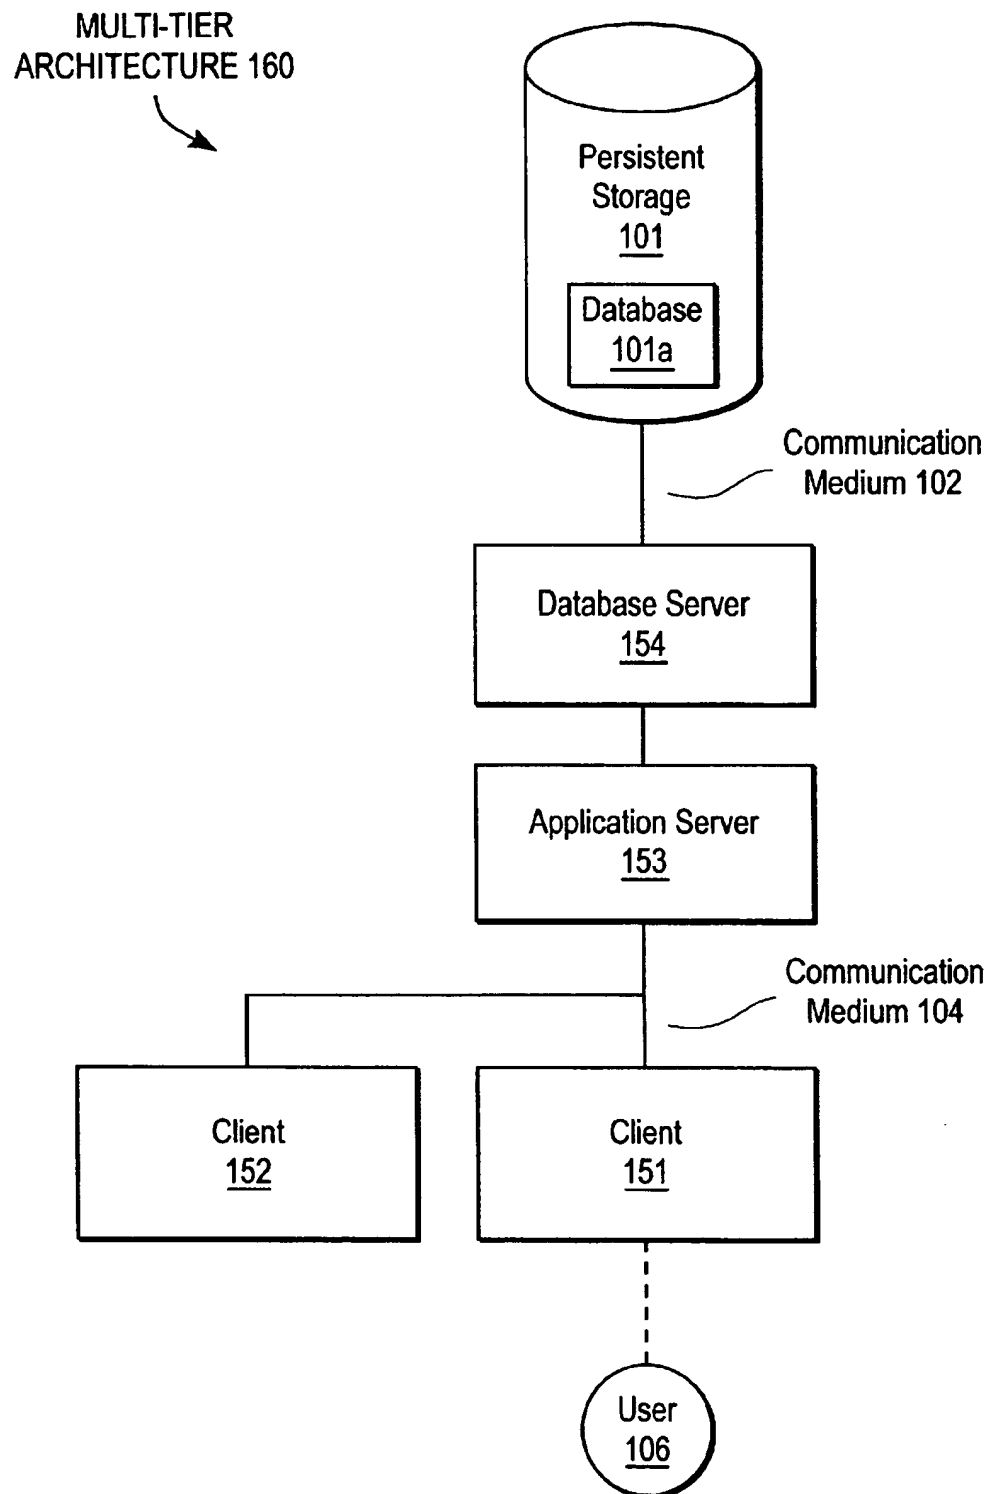 MULTI-TIER
ARCHITECTURE 160
Persistent
Storage
101
Database
101a
Communication
Medium 102
Database Server
154
Application Server
153
Communication
Medium 104
Client
152
Client
151
User
106